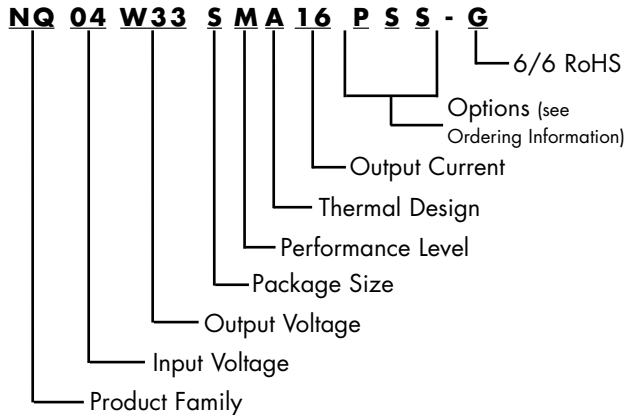 NQ 04 W33 S M A 16 P S S - G
6/6 RoHS
Options (see
Ordering Information)
Output Current
Thermal Design
Performance Level
Package Size
Output Voltage
Input Voltage
Product Family